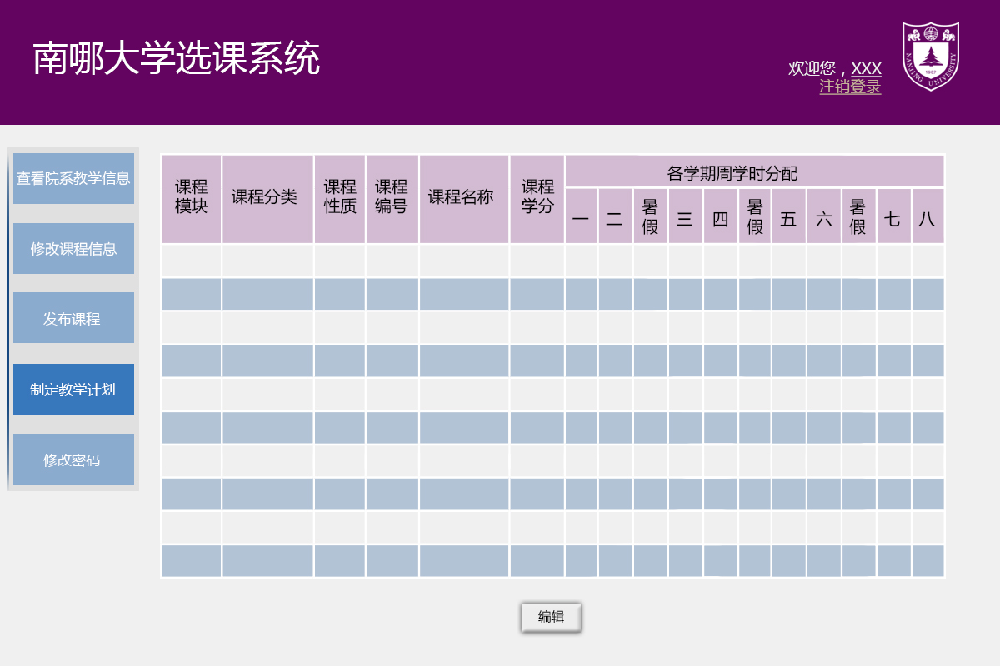 南哪大学选课系统
欢迎您，XXX
注销登录
NANJING UNIVERSITY
1902
查看院系教学信息
修改课程信息
发布课程
制定教学计划
修改密码
课程
模块
课程分类
课程
性质
课程
编号
课程名称
课程
学分
各学期周学时分配
一
二
暑
假
三
四
暑
假
五
六
暑
假
七
八
编辑